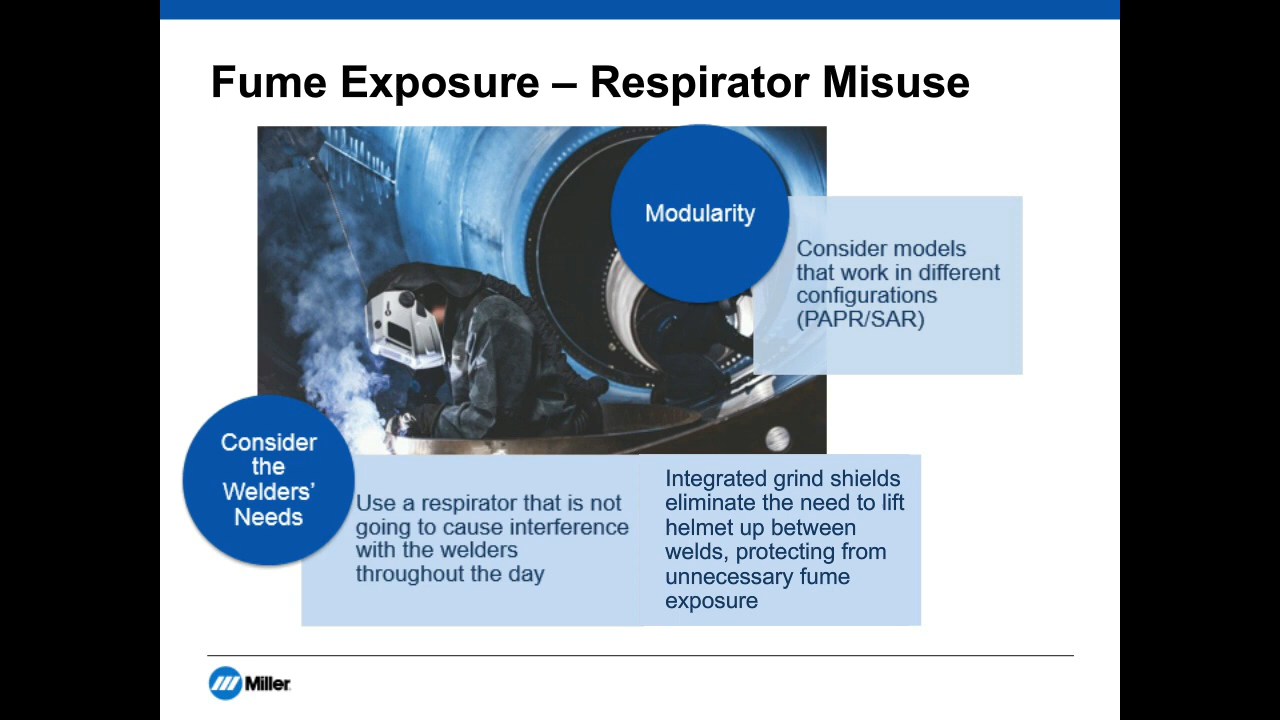 Fume Exposure – Respirator Misuse
Modularity
Consider models
that work in different
configurations
(PAPR/SAR)
Consider
the
Welders’
Needs
Use a respirator that is not
going to cause interference
with the welders
throughout the day
Integrated grind shields
eliminate the need to lift
helmet up between
welds, protecting from
unnecessary fume
exposure
Miller